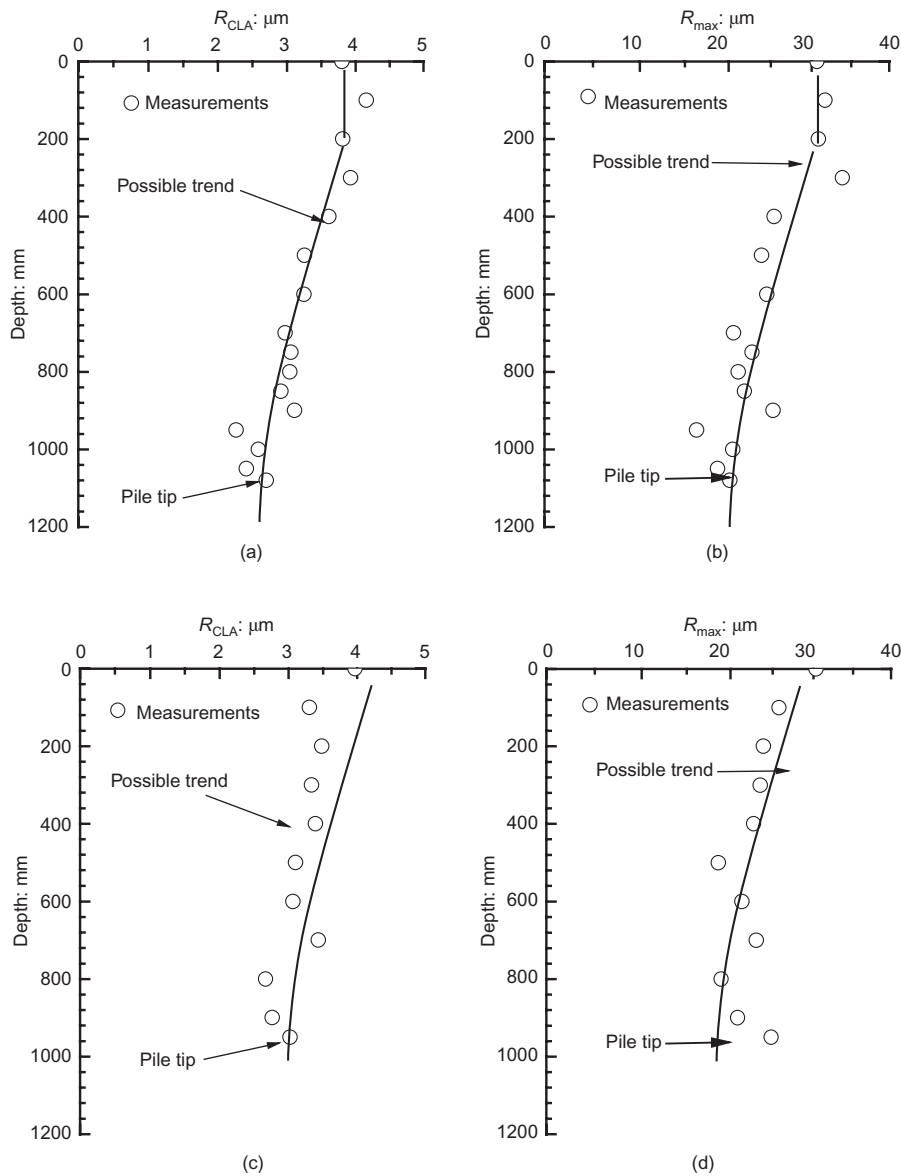 R_CLA: μm
0 1 2 3 4 5
0
200
400
600
800
1000
1200
Depth: mm
Measurements
Possible trend
Pile tip
(a)
R_max: μm
0 10 20 30 40
0
200
400
600
800
1000
1200
Depth: mm
Measurements
Possible trend
Pile tip
(b)
R_CLA: μm
0 1 2 3 4 5
0
200
400
600
800
1000
1200
Depth: mm
Measurements
Possible trend
Pile tip
(c)
R_max: μm
0 10 20 30 40
0
200
400
600
800
1000
1200
Depth: mm
Measurements
Possible trend
Pile tip
(d)